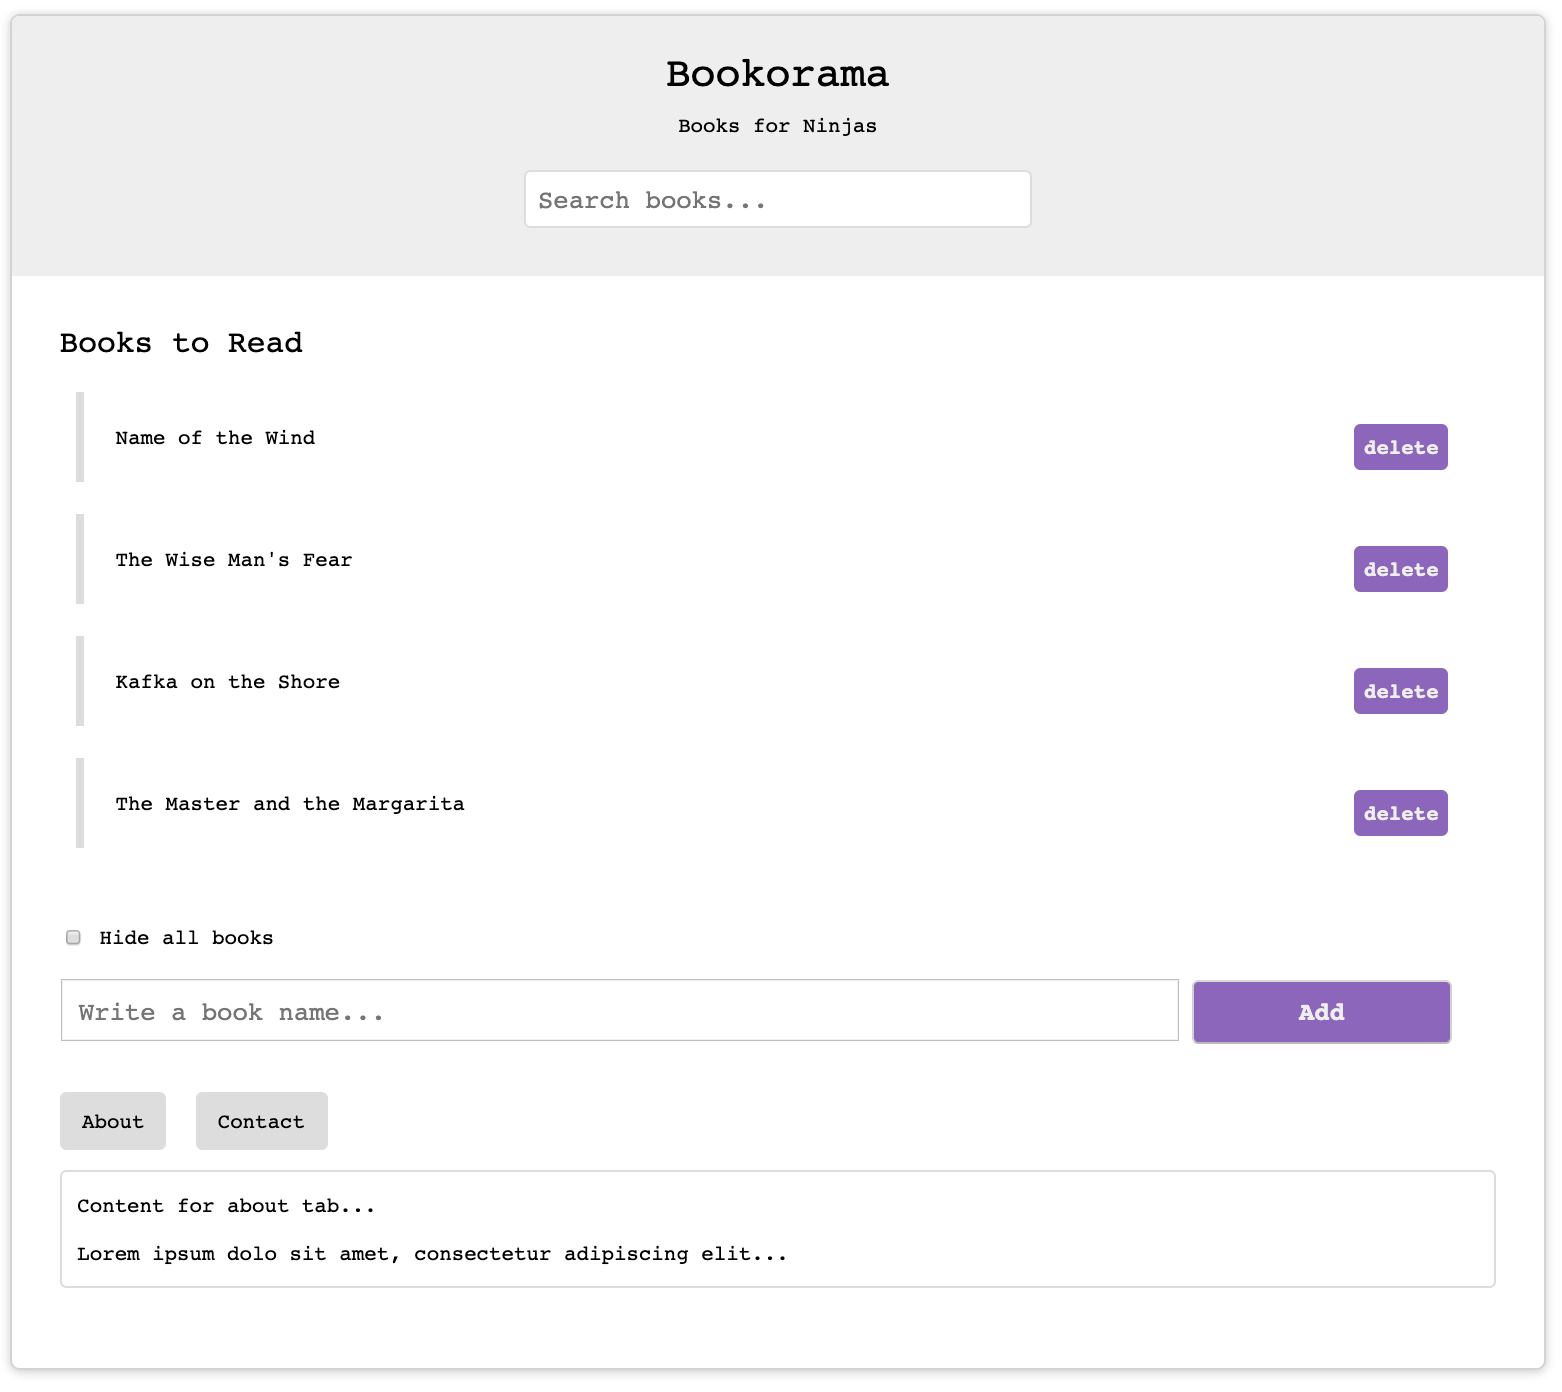 Bookorama
Books for Ninjas
Search books...
Books to Read
Name of the Wind
delete
The Wise Man's Fear
delete
Kafka on the Shore
delete
The Master and the Margarita
delete
Hide all books
Write a book name...
Add
About
Contact
Content for about tab...
Lorem ipsum dolo sit amet, consectetur adipiscing elit...